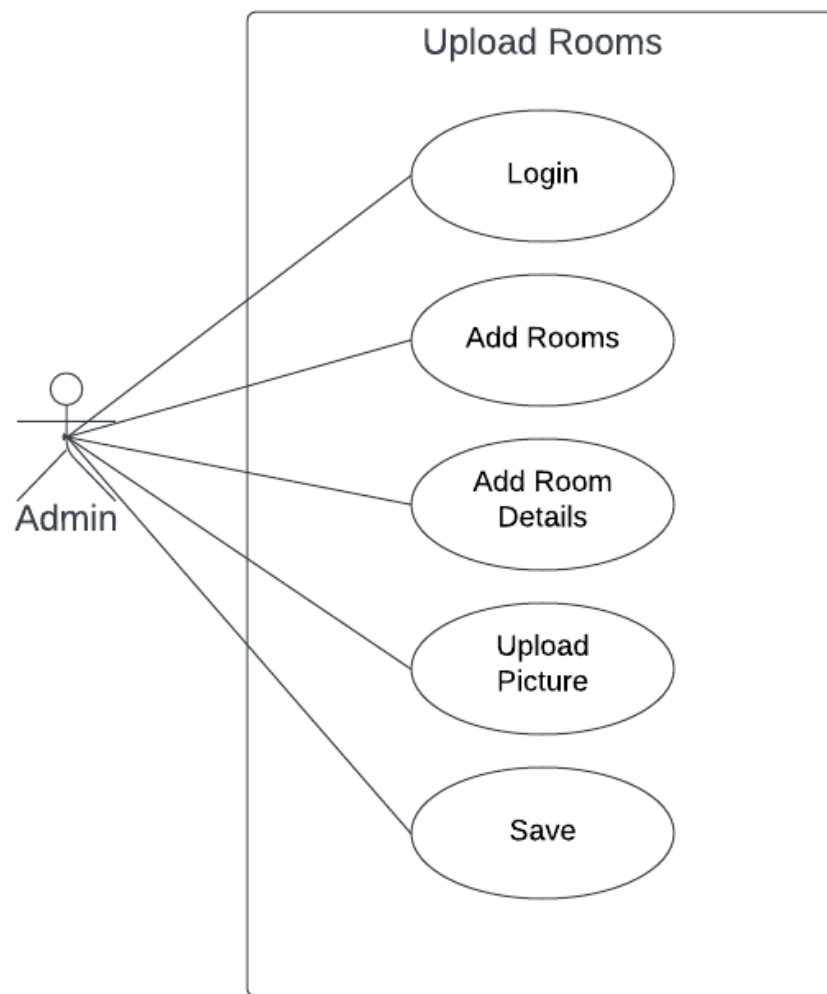 Upload Rooms
Login
Add Rooms
Add Room
Details
Admin
Upload
Picture
Save